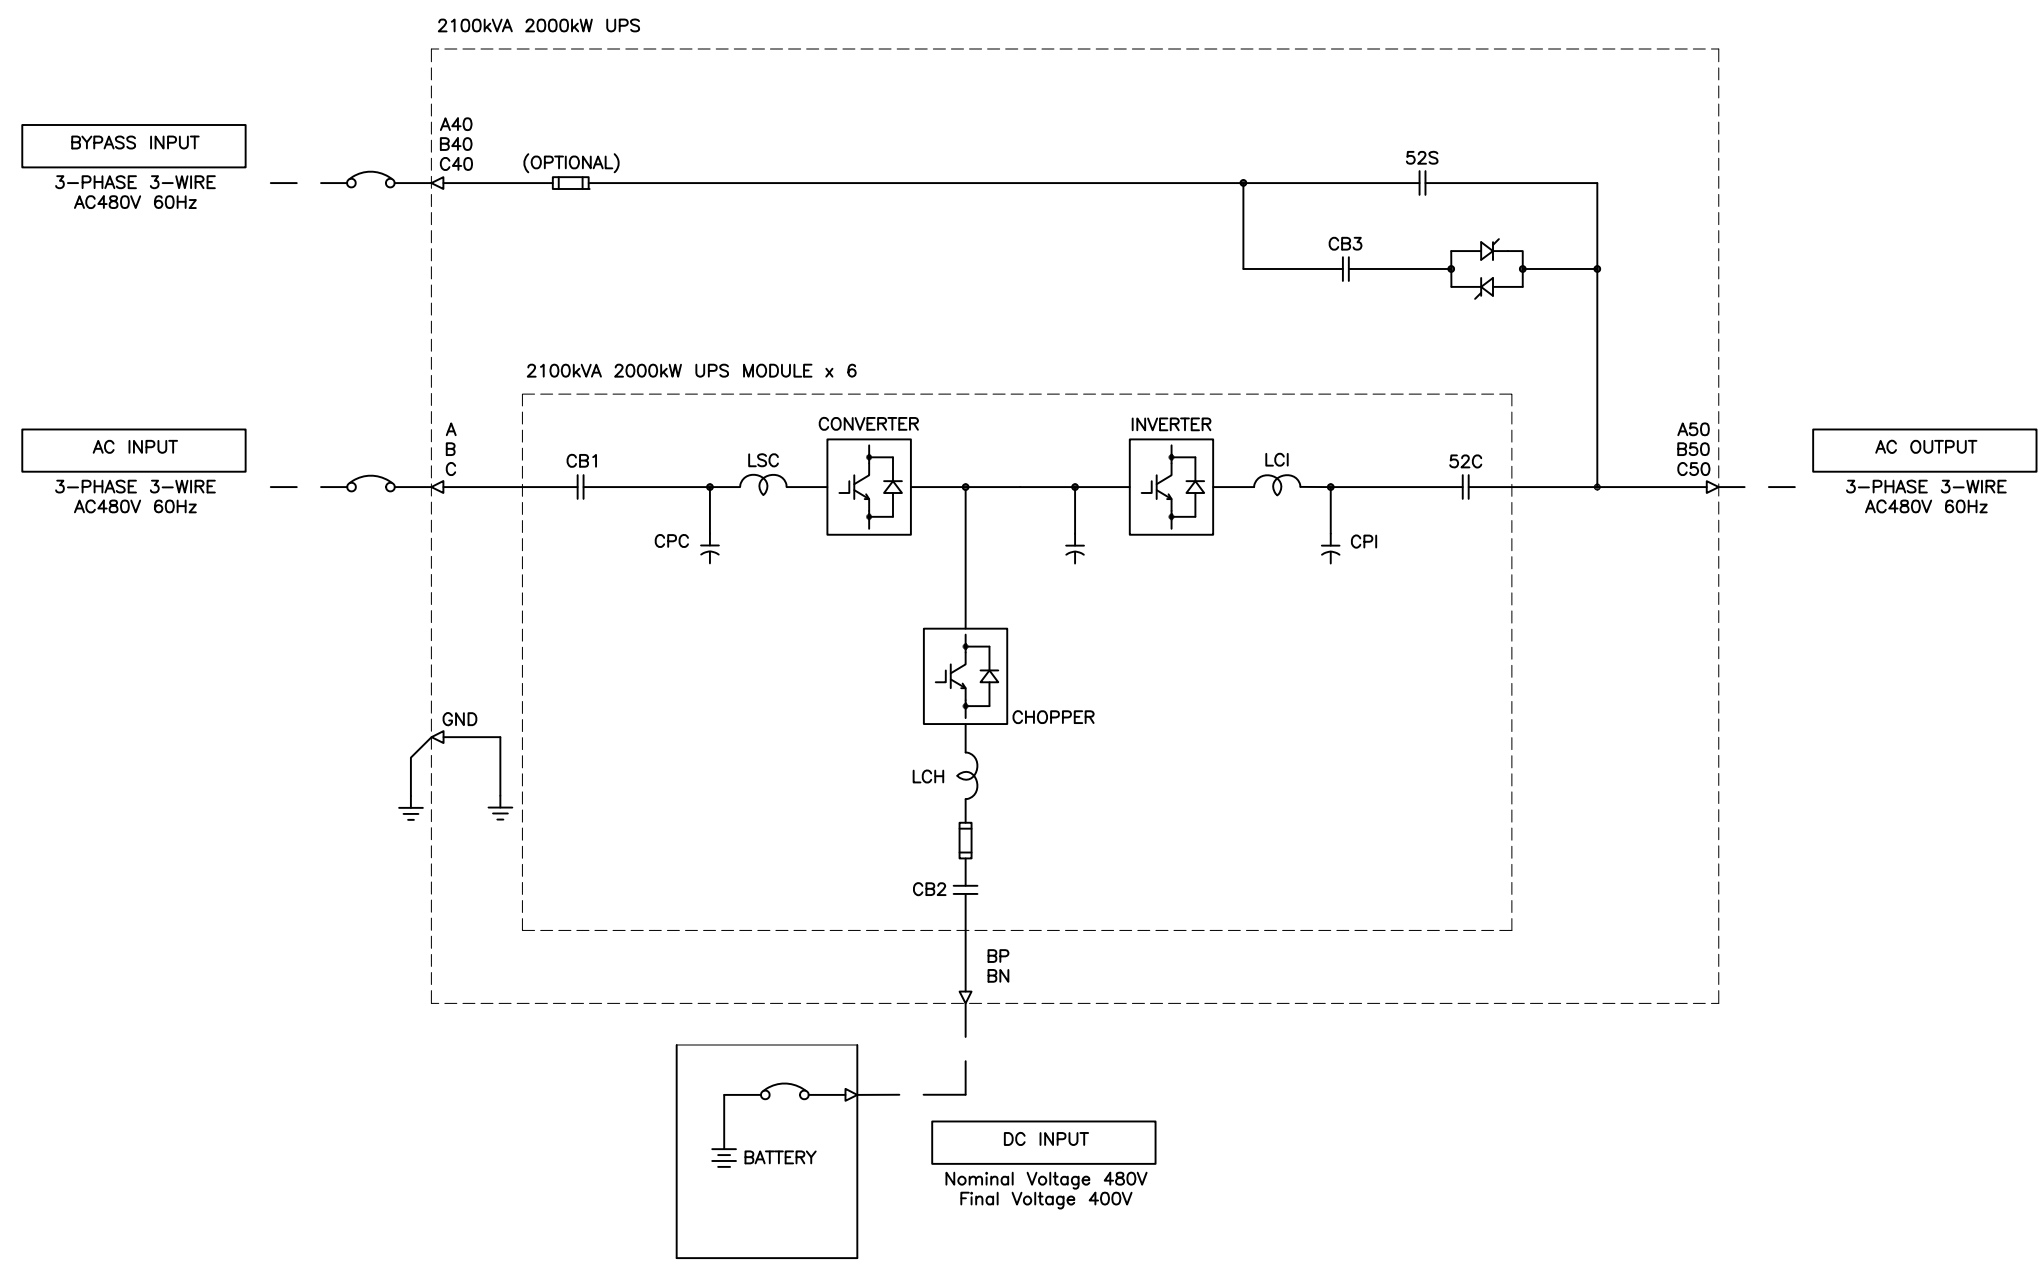 2100kVA 2000kW UPS
BYPASS INPUT
3-PHASE 3-WIRE
AC480V 60Hz
A40
B40
C40
(OPTIONAL)
52S
CB3
2100kVA 2000kW UPS MODULE x 6
AC INPUT
3-PHASE 3-WIRE
AC480V 60Hz
A
B
C
CB1
CPC
LSC
CONVERTER
INVERTER
LCI
CPI
52C
A50
B50
C50
AC OUTPUT
3-PHASE 3-WIRE
AC480V 60Hz
GND
CHOPPER
LCH
CB2
BP
BN
BATTERY
DC INPUT
Nominal Voltage 480V
Final Voltage 400V